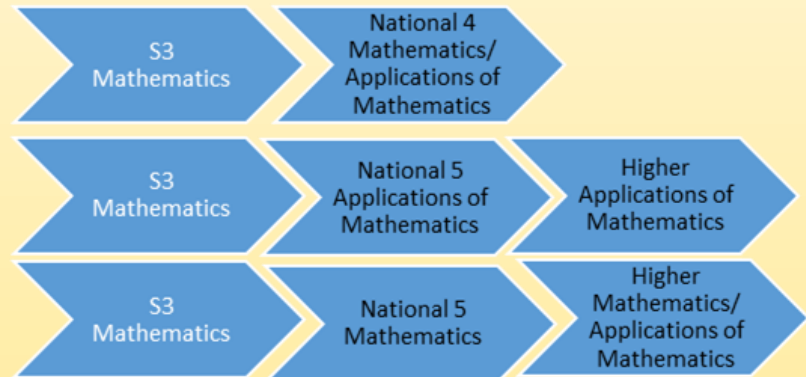 S3
Mathematics
National 4
Mathematics/
Applications of
Mathematics
S3
Mathematics
National 5
Applications of
Mathematics
Higher
Applications of
Mathematics
S3
Mathematics
National 5
Mathematics
Higher
Mathematics/
Applications of
Mathematics